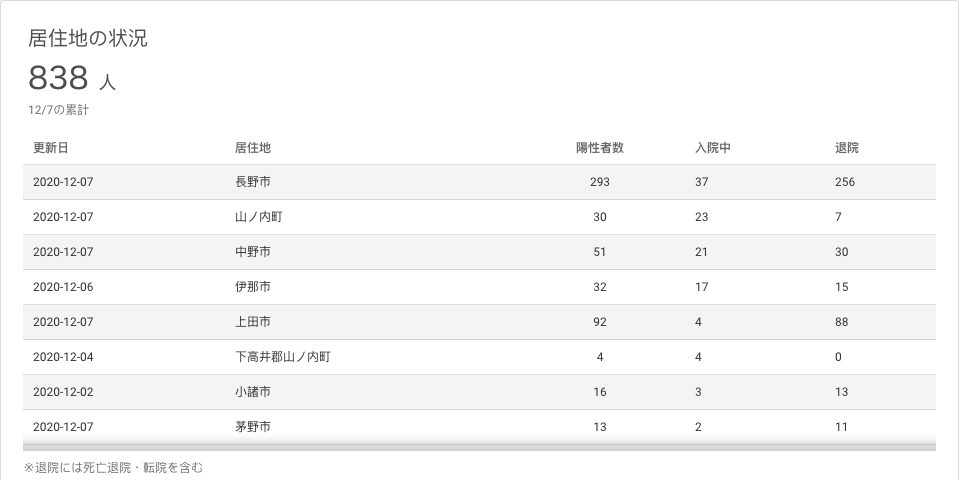 居住地の状況
838 人
12/7の累計
更新日 居住地 陽性者数 入院中 退院
2020-12-07 長野市 293 37 256
2020-12-07 山ノ内町 30 23 7
2020-12-07 中野市 51 21 30
2020-12-06 伊那市 32 17 15
2020-12-07 上田市 92 4 88
2020-12-04 下高井郡山ノ内町 4 4 0
2020-12-02 小諸市 16 3 13
2020-12-07 茅野市 13 2 11
※退院には死亡退院・転院を含む